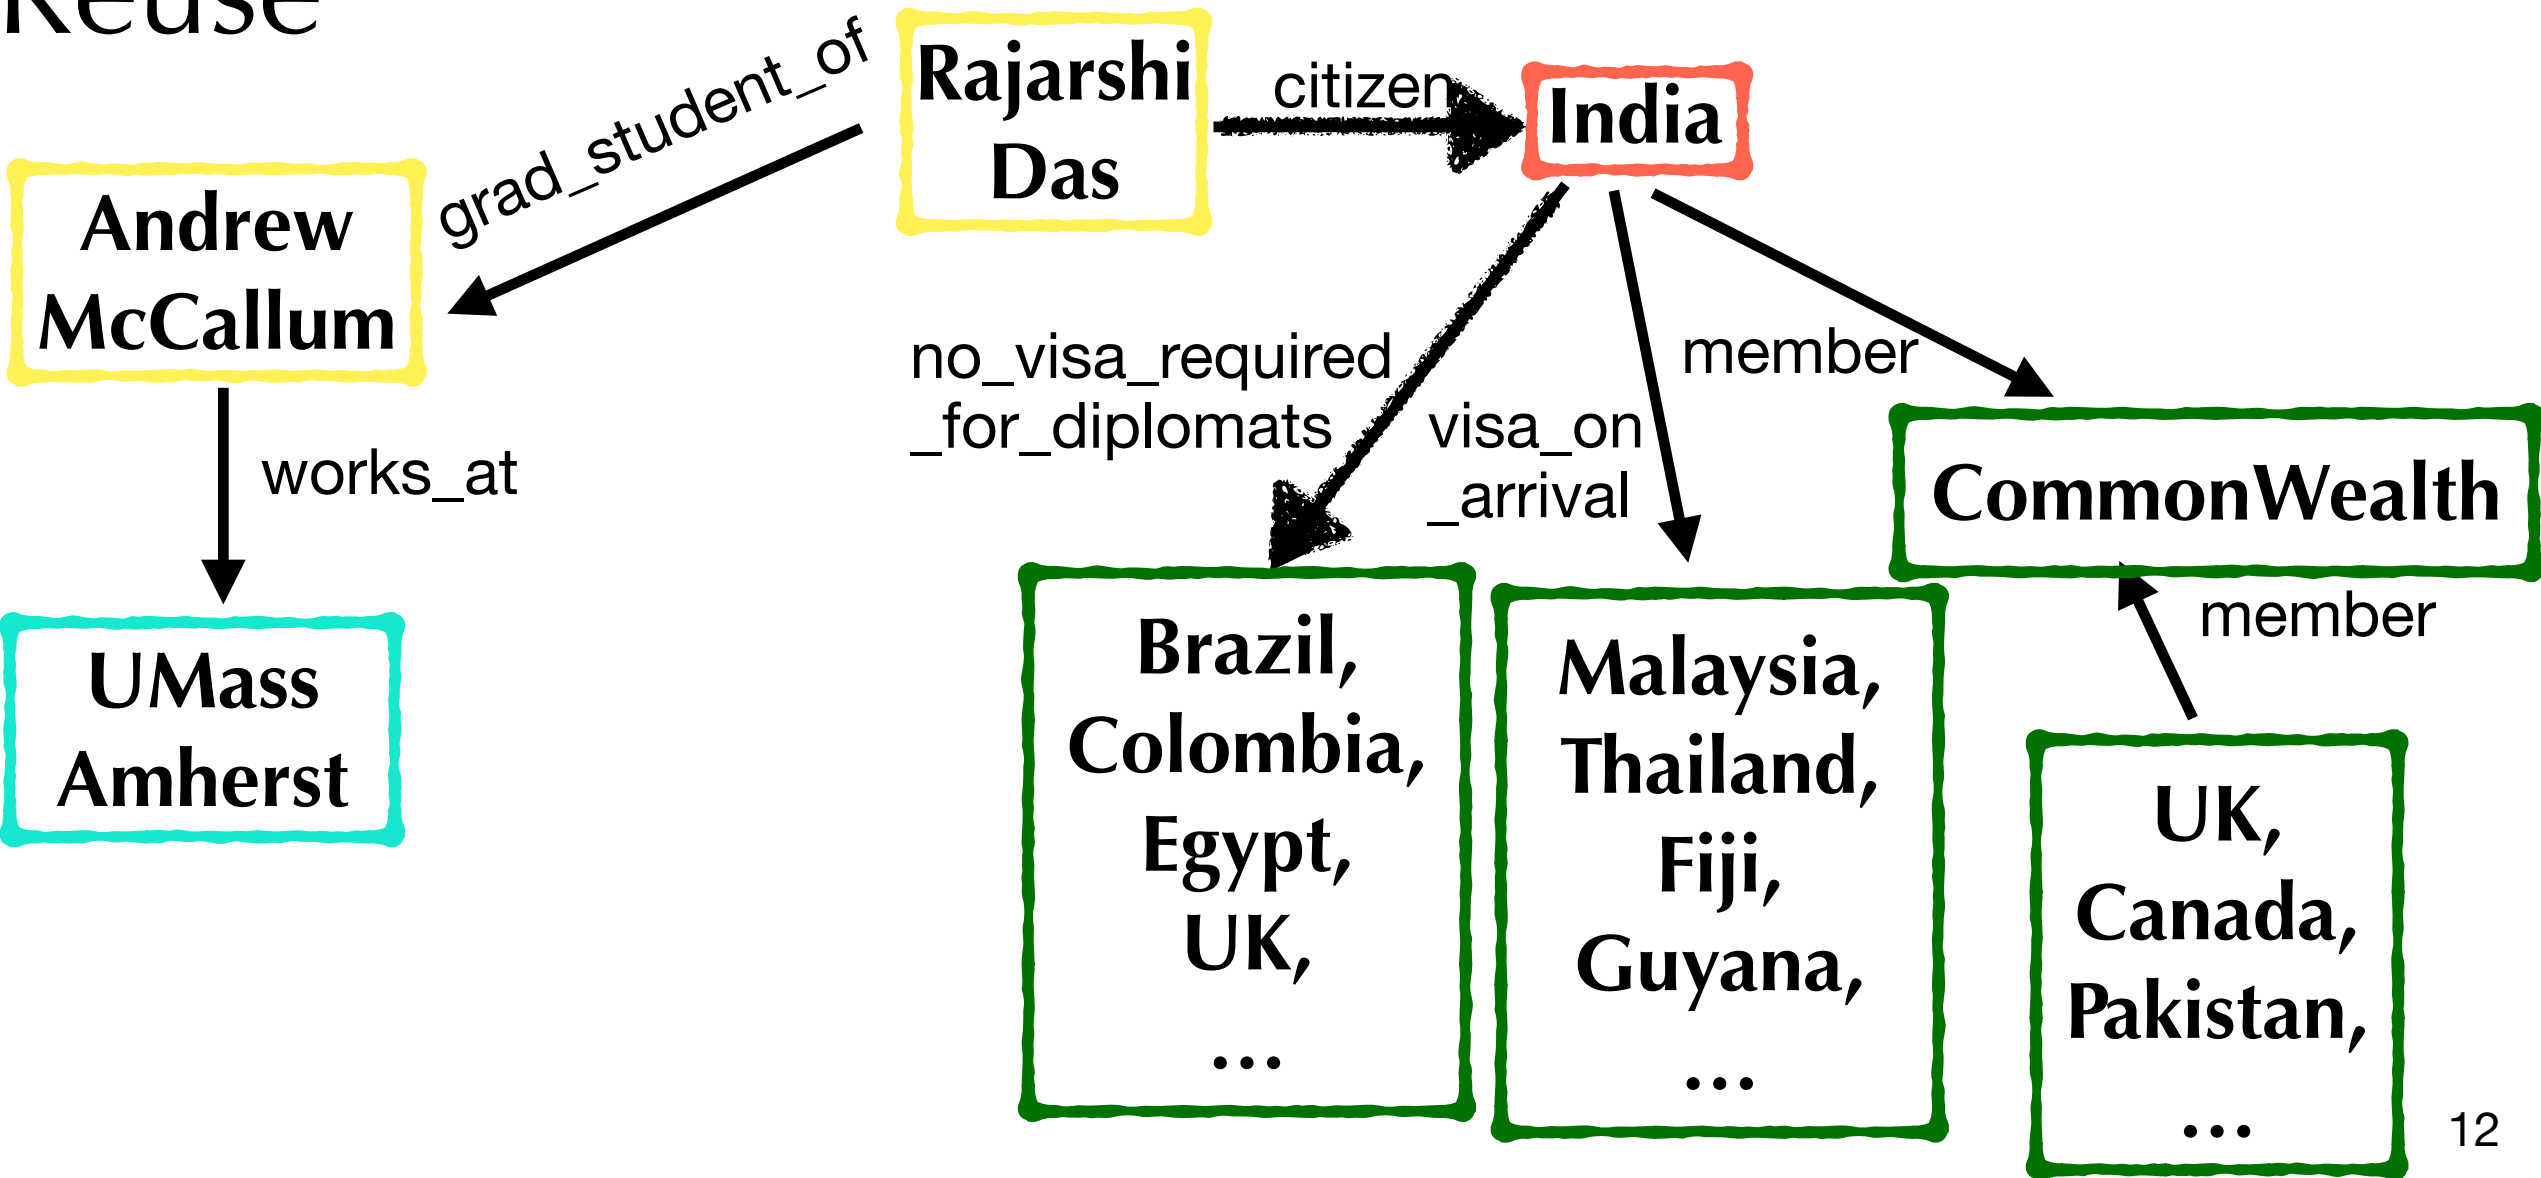 Reuse
grad_student_of
Rajarshi
Das
citizen
India
Andrew
McCallum
works_at
UMass
Amherst
no_visa_required
_for_diplomats
visa_on
_arrival
member
CommonWealth
member
Brazil,
Colombia,
Egypt,
UK,
...
Malaysia,
Thailand,
Fiji,
Guyana,
...
UK,
Canada,
Pakistan,
...
12